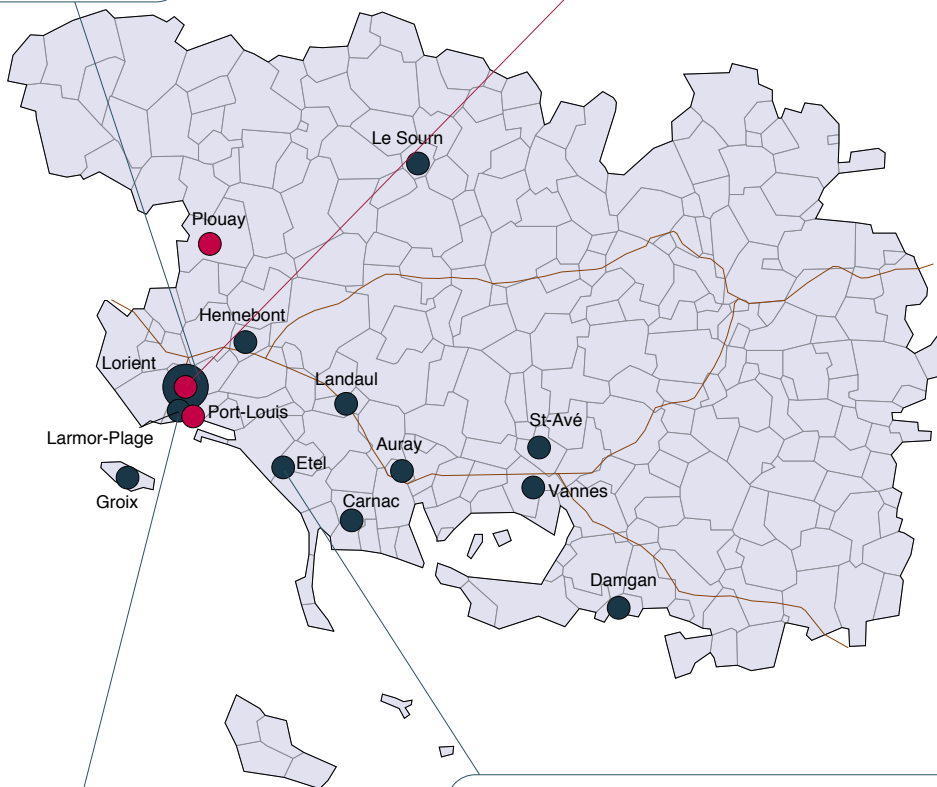 Le Sourn
Plouay
Hennebont
Lorient
Landaul
Port-Louis
St-Avé
Larmor-Plage
Auray
Etel
Vannes
Groix
Carnac
Damgan